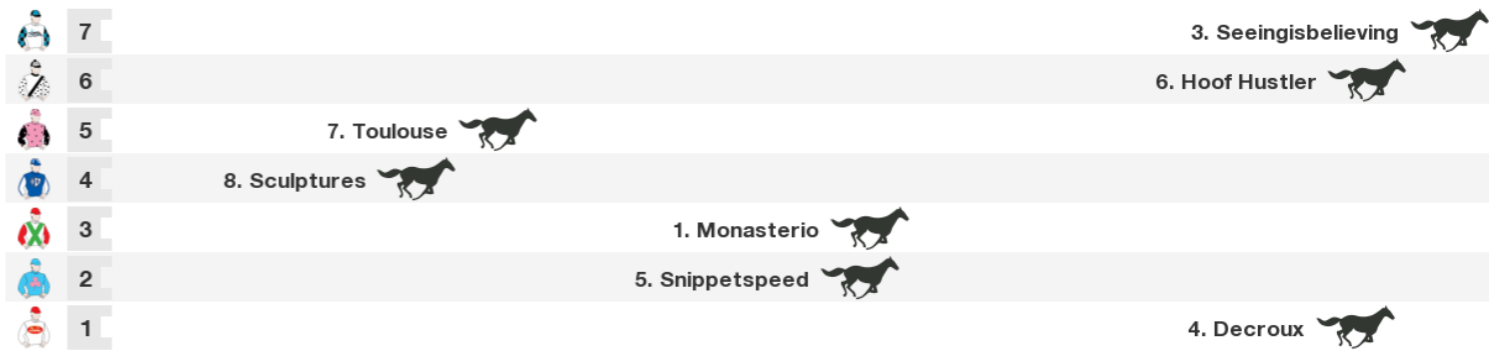 7 3. Seeingisbelieving
6 6. Hoof Hustler
5 7. Toulouse
4 8. Sculptures
3 1. Monasterio
2 5. Snippetspeed
1 4. Decroux